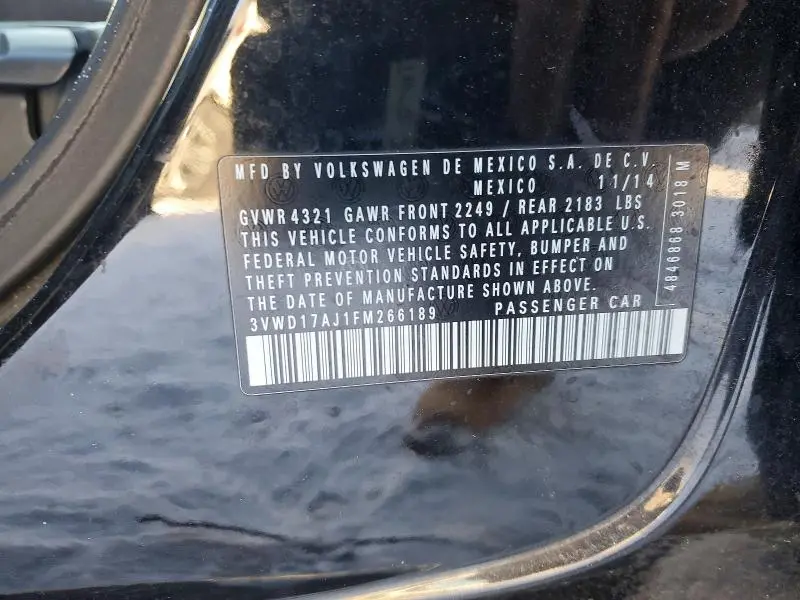 MFD BY VOLKSWAGEN DE MEXICO S.A. DE C.V.
MEXICO 11/14
GVWR 4321 GAWR FRONT 2249 / REAR 2183 LBS
THIS VEHICLE CONFORMS TO ALL APPLICABLE U.S.
FEDERAL MOTOR VEHICLE SAFETY, BUMPER AND
THEFT PREVENTION STANDARDS IN EFFECT ON
THE DATE OF MANUFACTURE SHOWN ABOVE.
3VWD17AJ1FM266189 PASSENGER CAR
4846868 3018 M